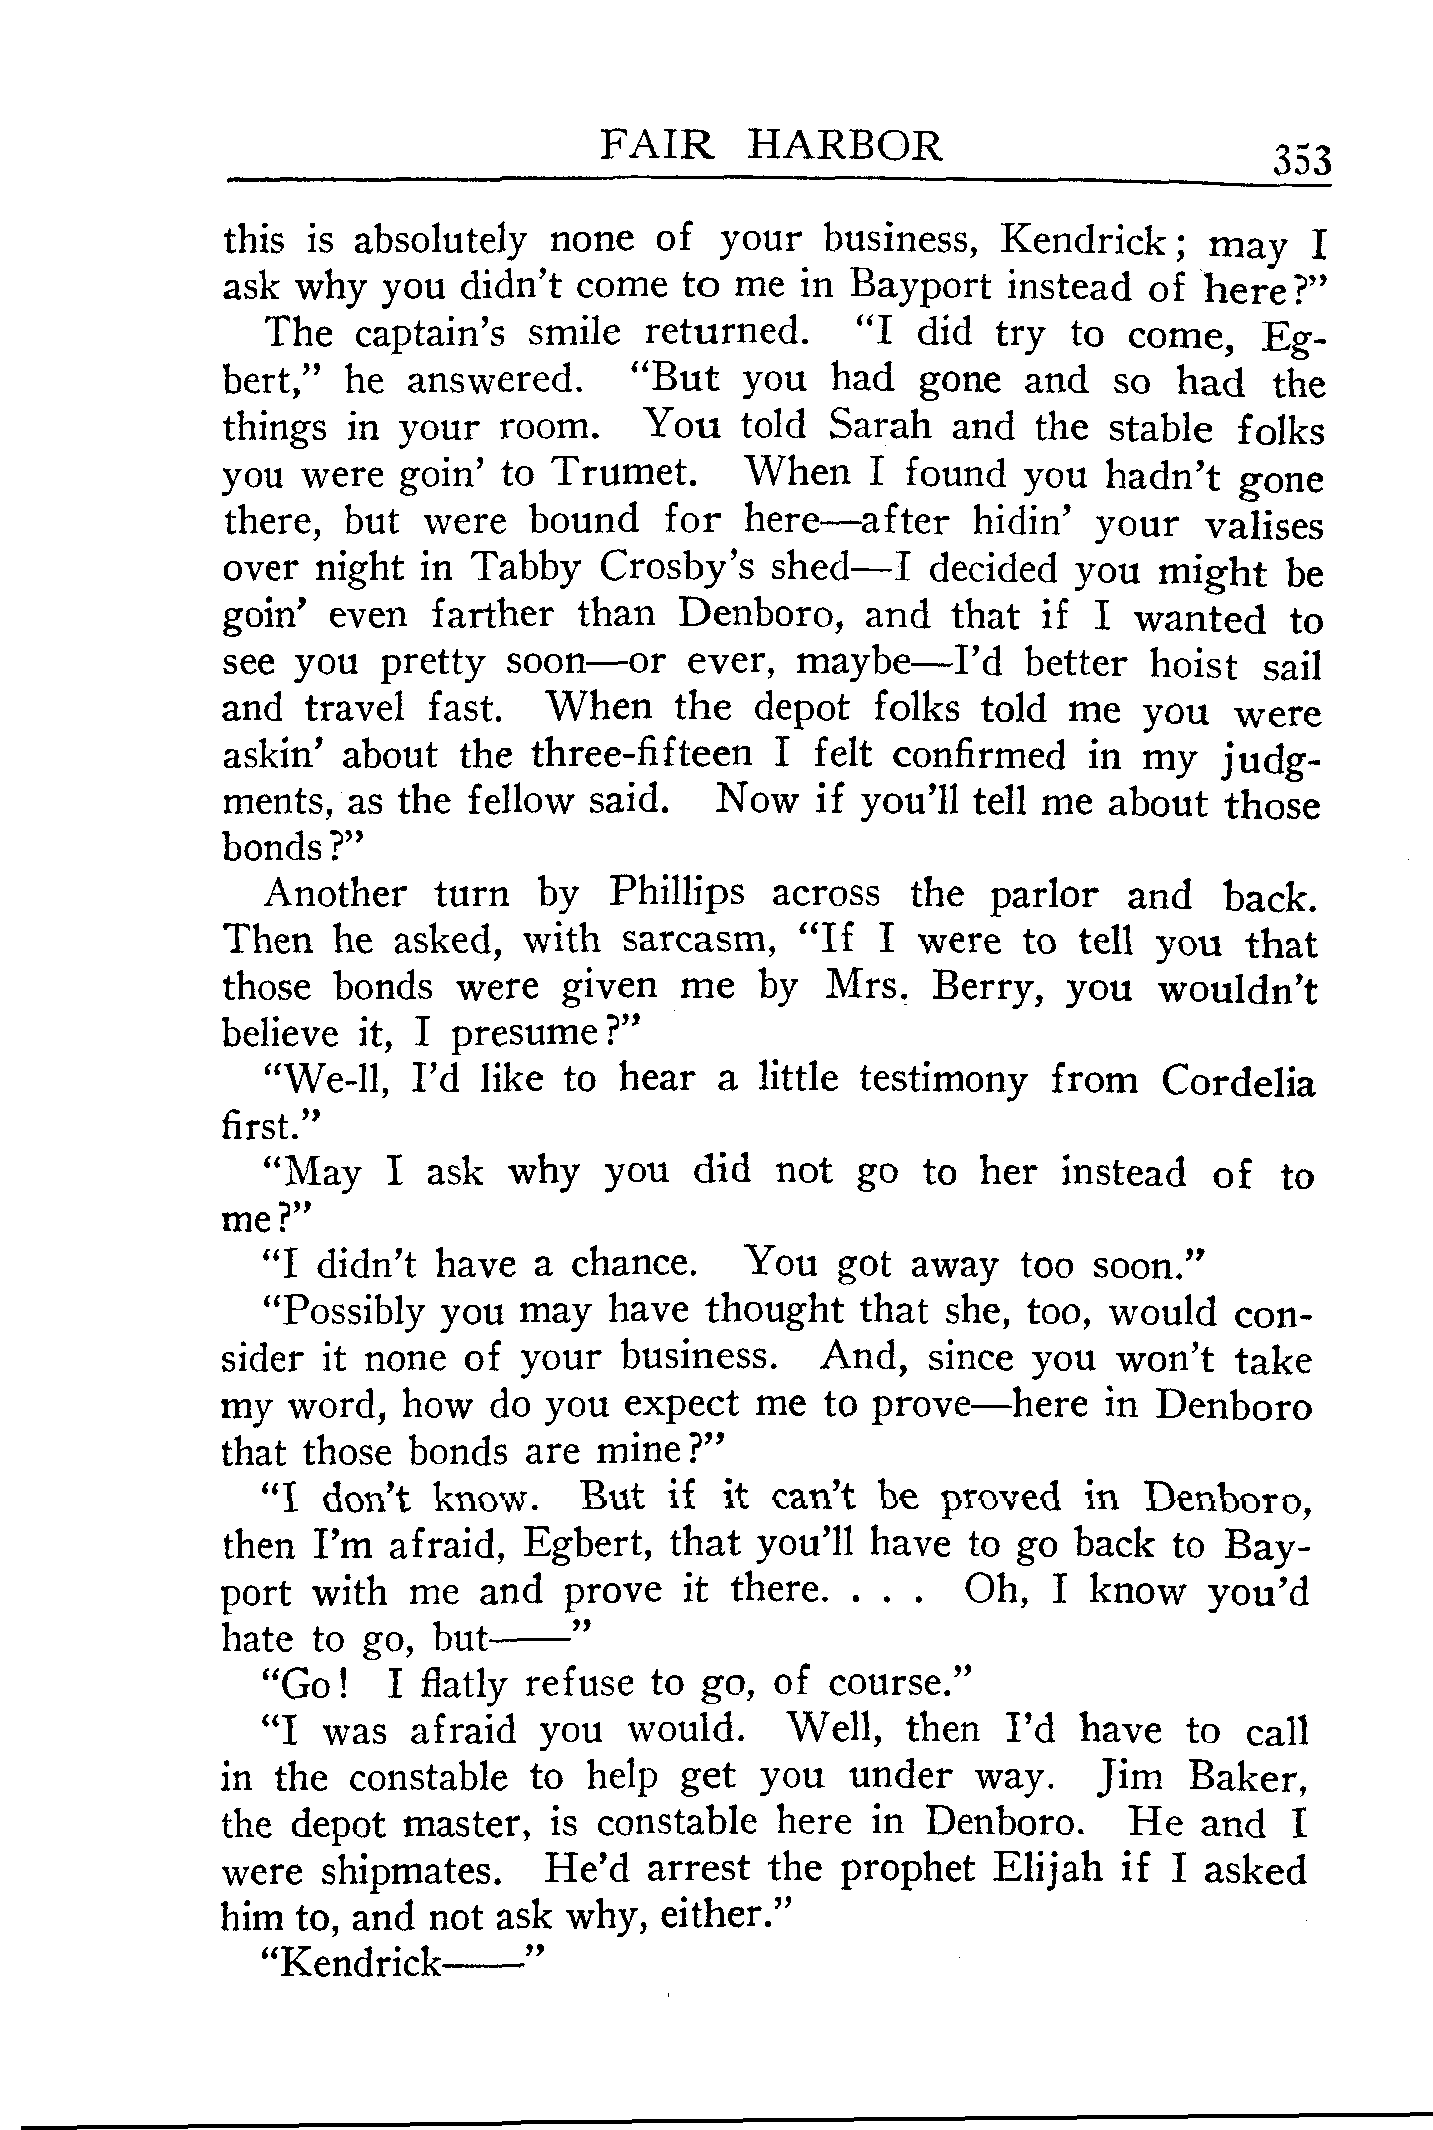 FAIR HARBOR
353
this is absolutely none of your business, Kendrick; may I
ask why you didn't come to me in Bayport instead of here?"
The captain's smile returned. "I did try to come, Eg-
bert," he answered. "But you had gone and so had the
things in your room. You told Sarah and the stable folks
you were goin' to Trumet. When I found you hadn't gone
there, but were bound for here—after hidin' your valises
over night in Tabby Crosby's shed—I decided you might be
goin' even farther than Denboro, and that if I wanted to
see you pretty soon—or ever, maybe—I'd better hoist sail
and travel fast. When the depot folks told me you were
askin' about the three-fifteen I felt confirmed in my judg-
ments, as the fellow said. Now if you'll tell me about those
bonds?"
Another turn by Phillips across the parlor and back.
Then he asked, with sarcasm, "If I were to tell you that
those bonds were given me by Mrs. Berry, you wouldn't
believe it, I presume?"
"We-ll, I'd like to hear a little testimony from Cordelia
first."
"May I ask why you did not go to her instead of to
me?"
"I didn't have a chance. You got away too soon."
"Possibly you may have thought that she, too, would con-
sider it none of your business. And, since you won't take
my word, how do you expect me to prove—here in Denboro
that those bonds are mine?"
"I don't know. But if it can't be proved in Denboro,
then I'm afraid, Egbert, that you'll have to go back to Bay-
port with me and prove it there. . . . Oh, I know you'd
hate to go, but——"
"Go! I flatly refuse to go, of course."
"I was afraid you would. Well, then I'd have to call
in the constable to help get you under way. Jim Baker,
the depot master, is constable here in Denboro. He and I
were shipmates. He'd arrest the prophet Elijah if I asked
him to, and not ask why, either."
"Kendrick——"